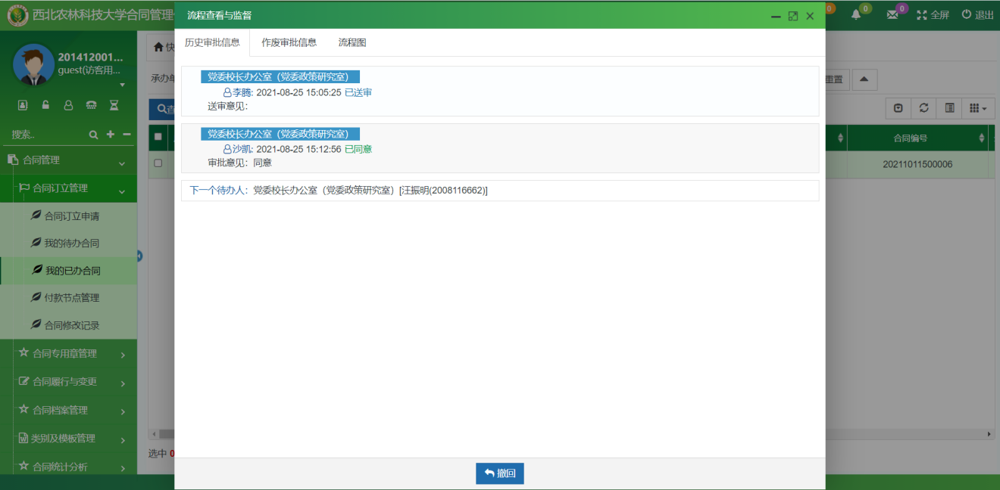 西北农林科技大学合同管理
流程查看与监督
0
0
0
全屏
退出
201412001...
guest(访客用...
搜索..
合同管理
合同订立管理
合同订立申请
我的待办合同
我的已办合同
付款节点管理
合同修改记录
合同专用章管理
合同履行与变更
合同档案管理
类别及模板管理
合同统计分析
快
承办单
查
选中 0
历史审批信息
作废审批信息
流程图
党委校长办公室（党委政策研究室）
李腾: 2021-08-25 15:05:25 已送审
送审意见:
党委校长办公室（党委政策研究室）
沙凯: 2021-08-25 15:12:56 已同意
审批意见: 同意
下一个待办人: 党委校长办公室（党委政策研究室）[汪振明(2008116662)]
撤回
重置
合同编号
20211011500006